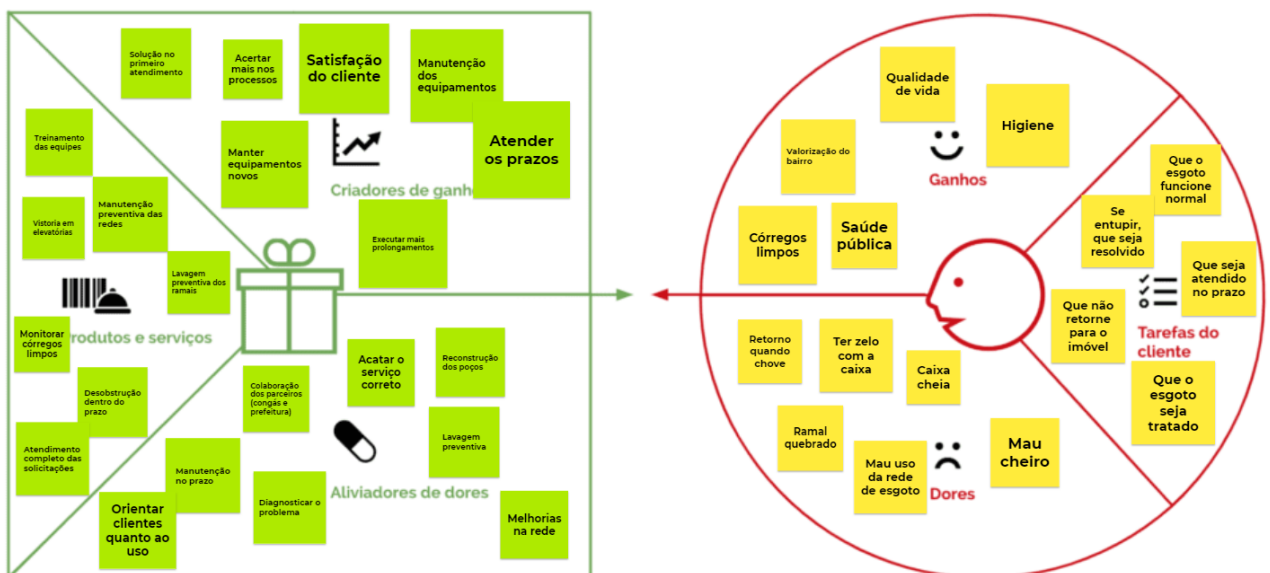 Solução no
primeiro
atendimento
Acertar
mais nos
processos
Satisfação
do cliente
Manutenção
dos
equipamentos
Atender
os prazos
Manter
equipamentos
novos
Criadores de ganh
Executar mais
prolongamentos
Treinamento
das equipes
Manutenção
preventiva das
redes
Vistoria em
elevatórias
Lavagem
preventiva dos
ramais
Produtos e serviços
Monitorar
córregos
limpos
Desobstrução
dentro do
prazo
Atendimento
completo das
solicitações
Orientar
clientes
quanto ao
uso
Manutenção
no prazo
Colaboração
dos parceiros
(congás e
prefeitura)
Acatar o
serviço
correto
Reconstrução
dos poços
Lavagem
preventiva
Aliviadores de dores
Diagnosticar o
problema
Melhorias
na rede
Qualidade
de vida
Higiene
Valorização do
bairro
Ganhos
Córregos
limpos
Saúde
pública
Que o
esgoto
funcione
normal
Se
entupir,
que seja
resolvido
Que seja
atendido
no prazo
Que não
retorne
para o
imóvel
Tarefas do
cliente
Que o
esgoto
seja
tratado
Retorno
quando
chove
Ter zelo
com a
caixa
Caixa
cheia
Ramal
quebrado
Mau uso
da rede
de esgoto
Dores
Mau
cheiro